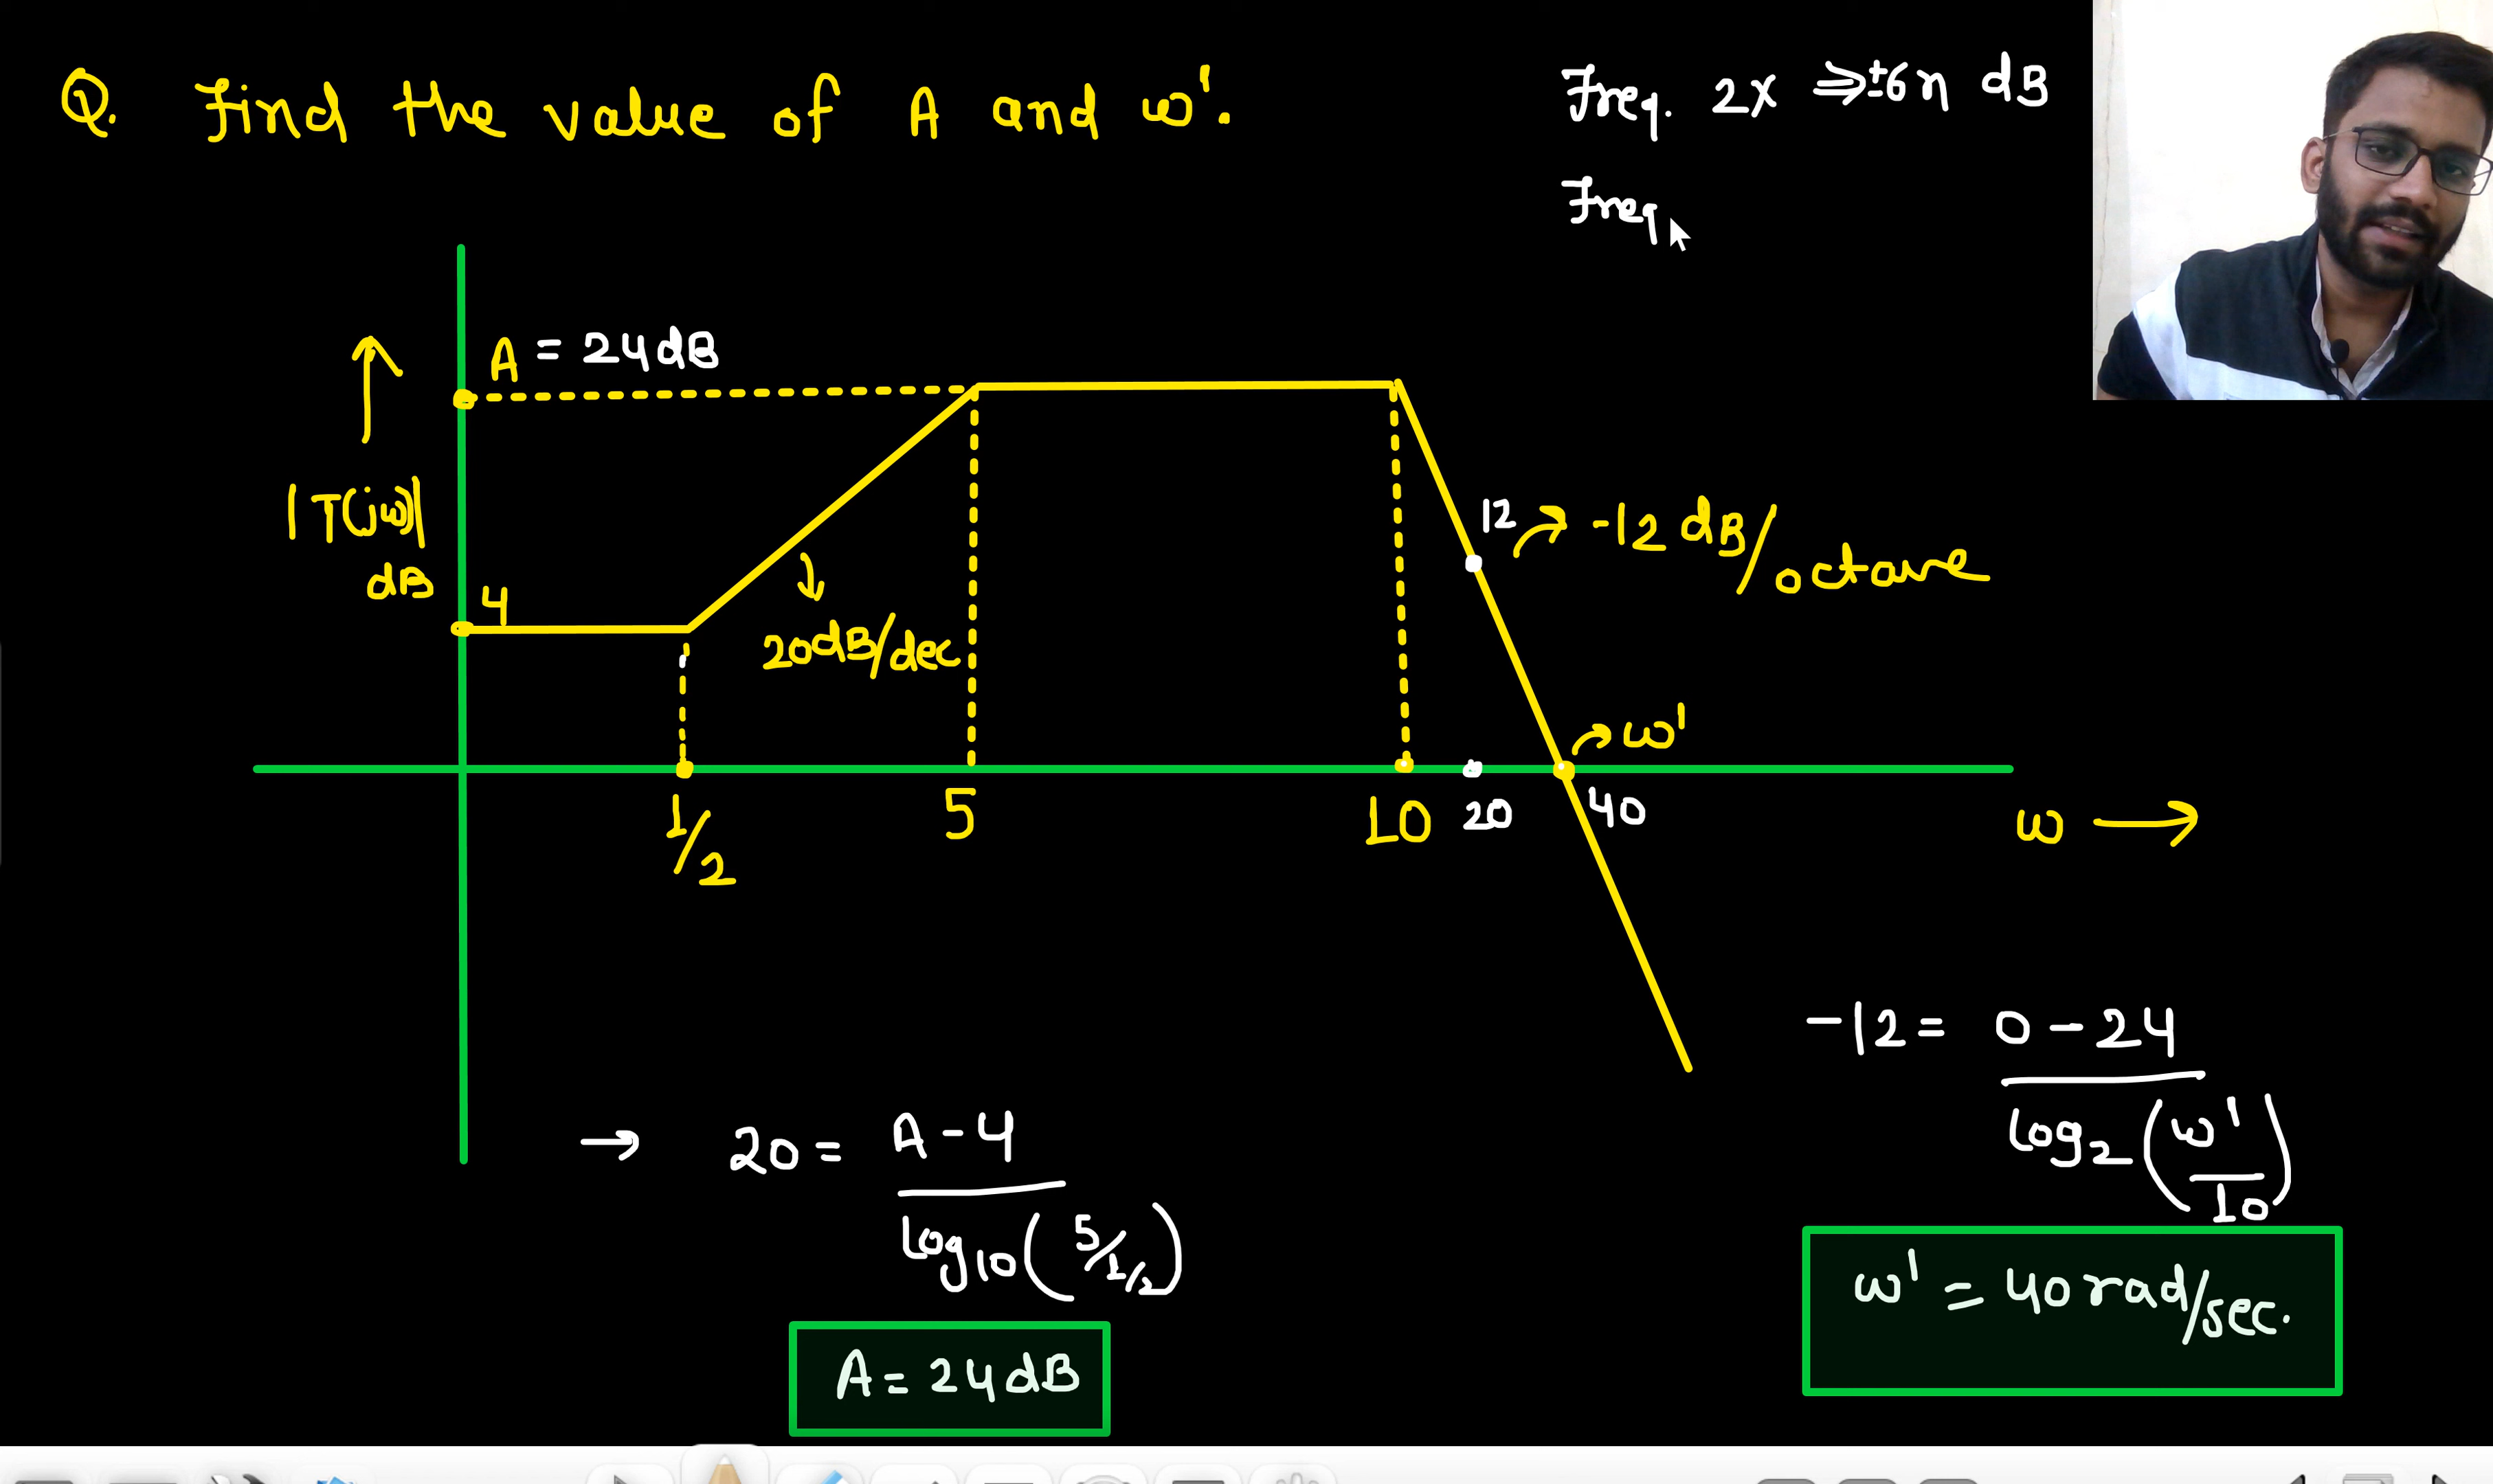 Q. Find the value of A and ω'.
Freq. 2x ⇒ ±6n dB
Freq
A = 24dB
|T(jω)|
dB
4
20dB/dec
12
-12 dB/octave
ω'
1/2
5
10
20
40
ω →
-12 = (0 - 24) / log₂(ω'/10)
→ 20 = (A - 4) / log₁₀(5/1/2)
ω' = 40 rad/sec.
A = 24dB